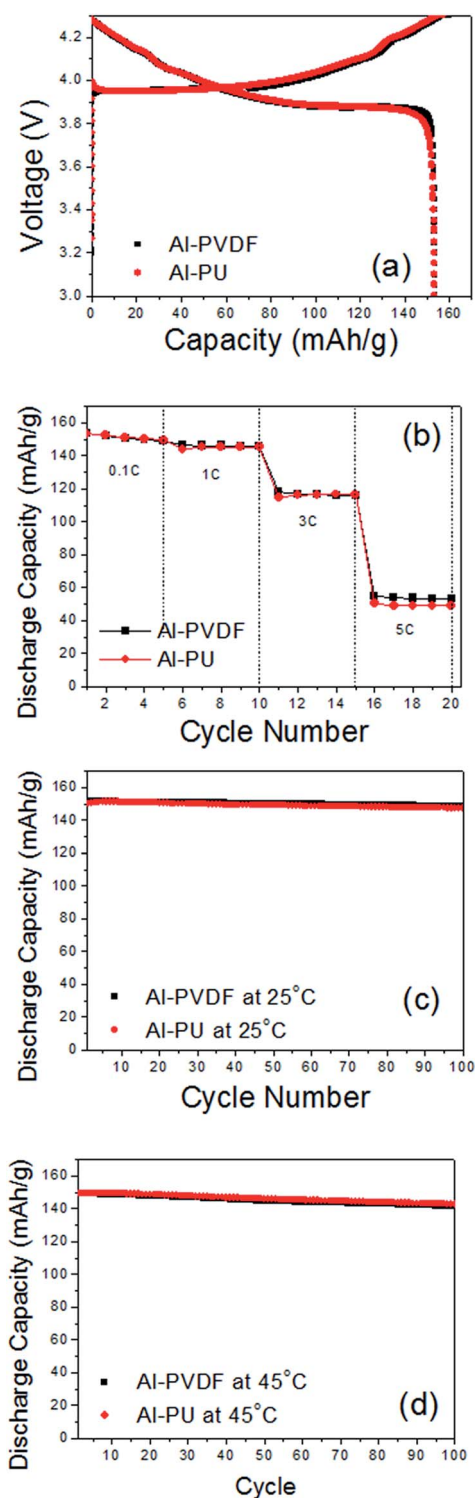 4.2
4.0
3.8
3.6
3.4
3.2
3.0
Voltage (V)
Al-PVDF
Al-PU
(a)
0 20 40 60 80 100 120 140 160
Capacity (mAh/g)
160
140
120
100
80
60
40
20
0
Discharge Capacity (mAh/g)
(b)
0.1C
1C
3C
5C
Al-PVDF
Al-PU
2 4 6 8 10 12 14 16 18 20
Cycle Number
160
140
120
100
80
60
40
20
0
Discharge Capacity (mAh/g)
Al-PVDF at 25°C
Al-PU at 25°C
(c)
10 20 30 40 50 60 70 80 90 100
Cycle Number
160
140
120
100
80
60
40
20
0
Discharge Capacity (mAh/g)
Al-PVDF at 45°C
Al-PU at 45°C
(d)
10 20 30 40 50 60 70 80 90 100
Cycle